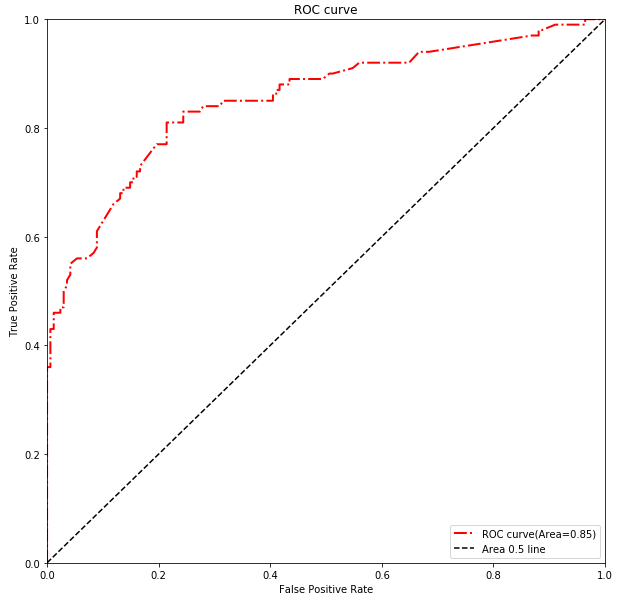 ROC curve
1.0
0.8
0.6
0.4
0.2
0.0
True Positive Rate
ROC curve(Area=0.85)
Area 0.5 line
0.0 0.2 0.4 0.6 0.8 1.0
False Positive Rate